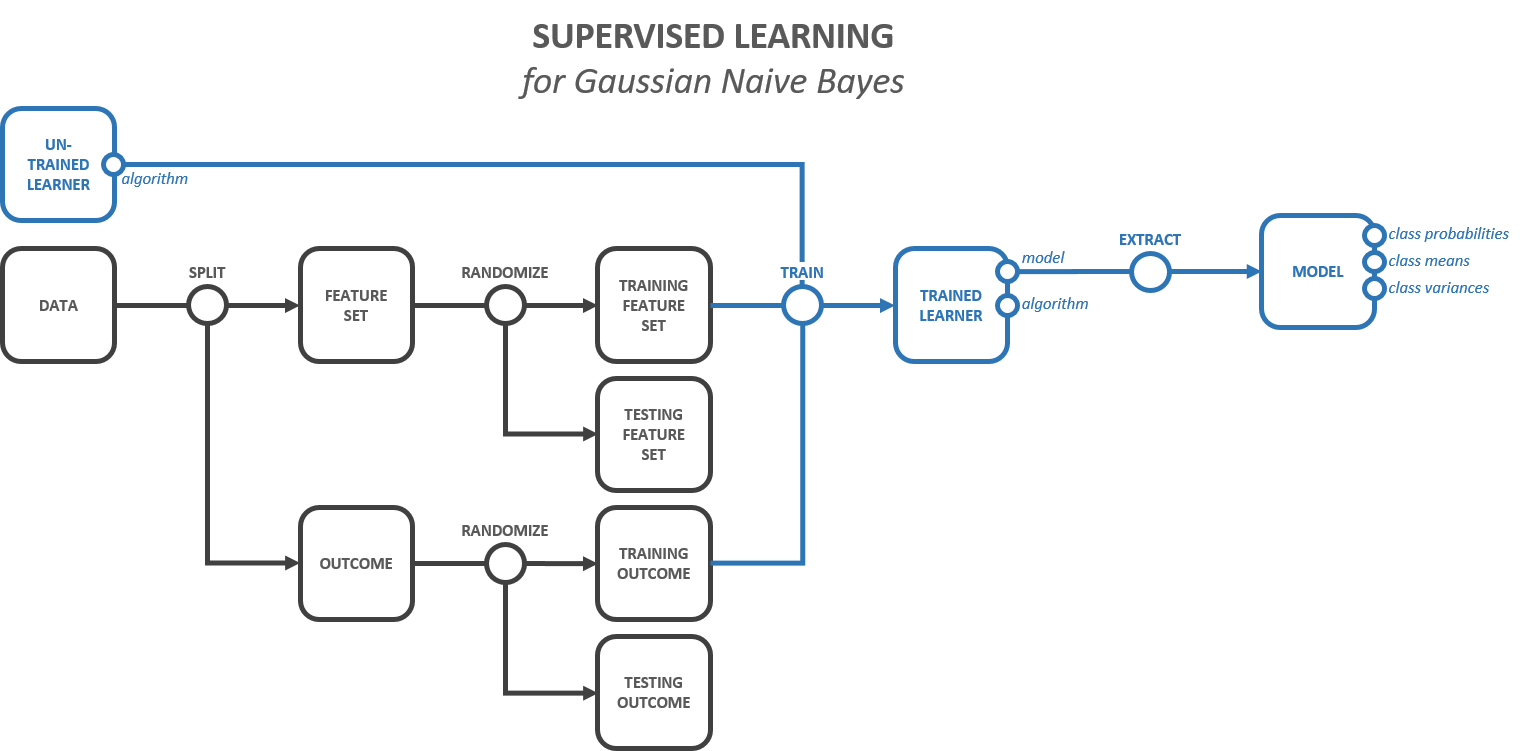 SUPERVISED LEARNING
for Gaussian Naive Bayes
UN-
TRAINED
LEARNER
algorithm
DATA
SPLIT
FEATURE
SET
RANDOMIZE
TRAINING
FEATURE
SET
TRAIN
TRAINED
LEARNER
model
algorithm
EXTRACT
MODEL
class probabilities
class means
class variances
TESTING
FEATURE
SET
OUTCOME
RANDOMIZE
TRAINING
OUTCOME
TESTING
OUTCOME